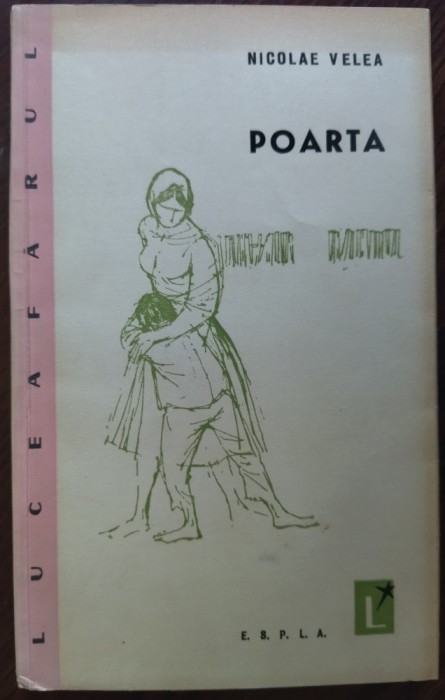 NICOLAE VELEA
POARTA
LUCEAFĂRUL
E. S. P. L. A.
L